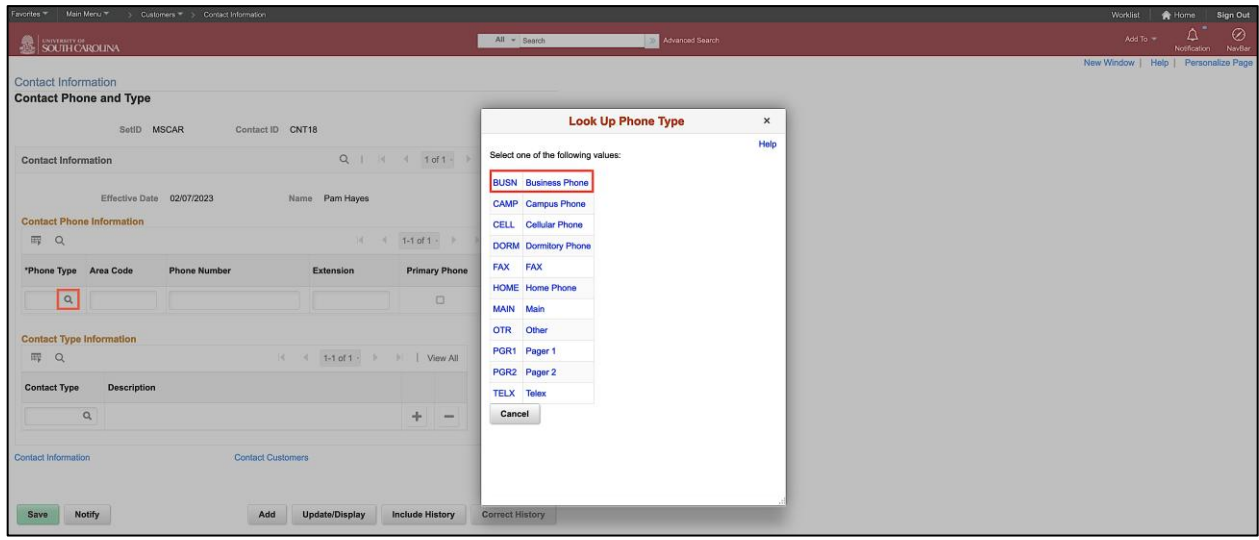 Favorites Main Menu > Customers > Contact Information Worklist Home Sign Out
UNIVERSITY OF
SOUTH CAROLINA
All Search Advanced Search Add To Notification NavBar
New Window | Help | Personalize Page
Contact Information
Contact Phone and Type
SetID MSCAR Contact ID CNT18
Contact Information 1 of 1
Effective Date 02/07/2023 Name Pam Hayes
Contact Phone Information
1-1 of 1
*Phone Type Area Code Phone Number Extension Primary Phone
Contact Type Information
1-1 of 1 | View All
Contact Type Description
Contact Information Contact Customers
Save Notify Add Update/Display Include History Correct History
Look Up Phone Type ×
Help
Select one of the following values:
BUSN Business Phone
CAMP Campus Phone
CELL Cellular Phone
DORM Dormitory Phone
FAX FAX
HOME Home Phone
MAIN Main
OTR Other
PGR1 Pager 1
PGR2 Pager 2
TELX Telex
Cancel